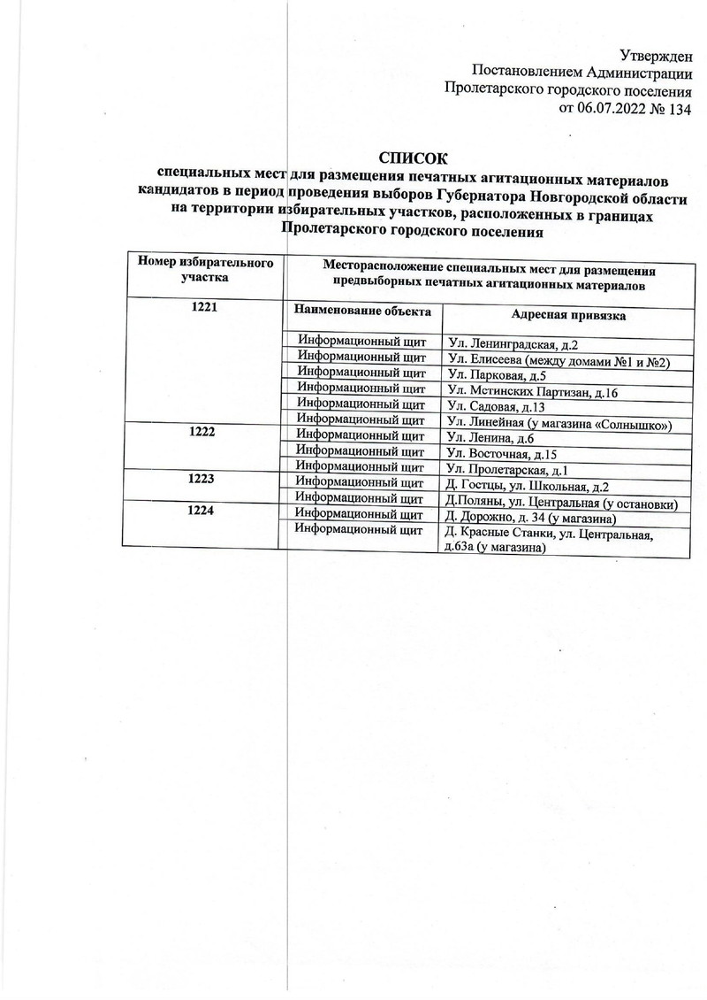 Утвержден
Постановлением Администрации
Пролетарского городского поселения
от 06.07.2022 № 134
СПИСОК
специальных мест для размещения печатных агитационных материалов
кандидатов в период проведения выборов Губернатора Новгородской области
на территории избирательных участков, расположенных в границах
Пролетарского городского поселения
Номер избирательного
участка
Месторасположение специальных мест для размещения
предвыборных печатных агитационных материалов
1221
Наименование объекта
Адресная привязка
Информационный щит
Ул. Ленинградская, д.2
Информационный щит
Ул. Елисеева (между домами №1 и №2)
Информационный щит
Ул. Парковая, д.5
Информационный щит
Ул. Мстинских Партизан, д.16
Информационный щит
Ул. Садовая, д.13
Информационный щит
Ул. Линейная (у магазина «Солнышко»)
1222
Информационный щит
Ул. Ленина, д.6
Информационный щит
Ул. Восточная, д.15
Информационный щит
Ул. Пролетарская, д.1
1223
Информационный щит
Д. Гостцы, ул. Школьная, д.2
Информационный щит
Д.Поляны, ул. Центральная (у остановки)
1224
Информационный щит
Д. Дорожно, д. 34 (у магазина)
Информационный щит
Д. Красные Станки, ул. Центральная,
д.63а (у магазина)